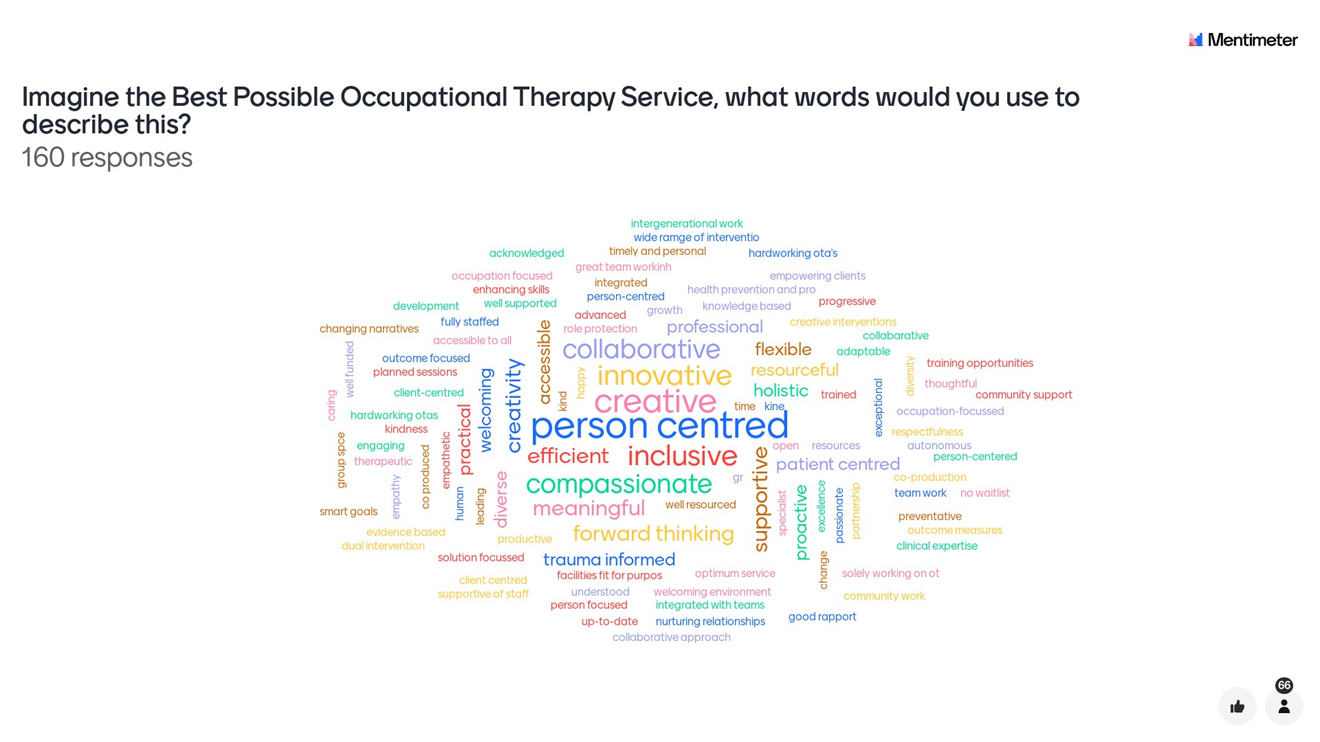 Mentimeter
Imagine the Best Possible Occupational Therapy Service, what words would you use to
describe this?
160 responses
intergenerational work
wide ramge of interventio
acknowledged
timely and personal
hardworking ota's
great team workinh
occupation focused
empowering clients
integrated
enhancing skills
health prevention and pro
person-centred
development
well supported
growth
knowledge based
progressive
advanced
changing narratives
fully staffed
role protection
professional
creative interventions
accessible to all
collabarative
accessible
collaborative
flexible
adaptable
well funded
outcome focused
planned sessions
welcoming
creativity
happy
innovative
resourceful
diversity
training opportunities
thoughtful
caring
client-centred
kind
creative
holistic
trained
exceptional
community support
time
kine
hardworking otas
kindness
practical
person centred
occupation-focussed
respectfulness
engaging
open
resources
autonomous
group spce
therapeutic
co produced
empathetic
efficient
inclusive
supportive
patient centred
person-centered
empathy
human
leading
diverse
compassionate
gr
co-production
team work
no waitlist
smart goals
meaningful
well resourced
specialist
proactive
excellence
passionate
partnership
preventative
evidence based
productive
forward thinking
outcome measures
dual intervention
clinical expertise
solution focussed
trauma informed
change
facilities fit for purpos
optimum service
solely working on ot
client centred
supportive of staff
understood
welcoming environment
community work
person focused
integrated with teams
up-to-date
nurturing relationships
good rapport
collaborative approach
66